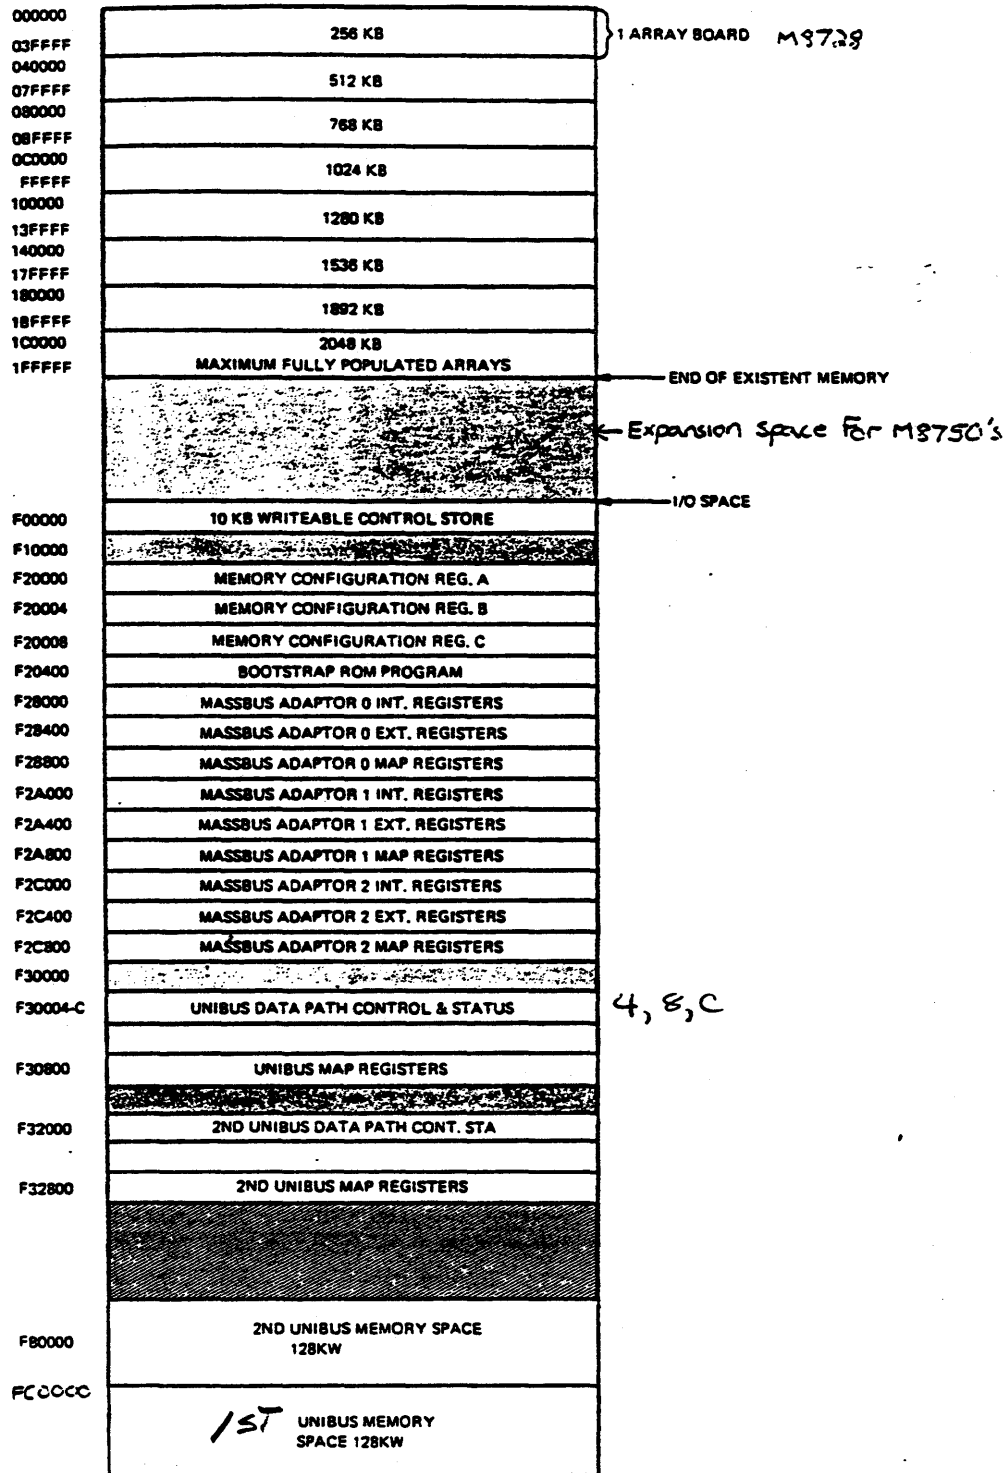 000000
256 KB
1 ARRAY BOARD M8728
03FFFF
040000
512 KB
07FFFF
080000
768 KB
0BFFFF
0C0000
1024 KB
FFFFF
100000
1280 KB
13FFFF
140000
1536 KB
17FFFF
180000
1892 KB
1BFFFF
1C0000
2048 KB
1FFFFF
MAXIMUM FULLY POPULATED ARRAYS
END OF EXISTENT MEMORY
Expansion Space For M8750's
I/O SPACE
F00000 10 KB WRITEABLE CONTROL STORE
F10000
F20000 MEMORY CONFIGURATION REG. A
F20004 MEMORY CONFIGURATION REG. B
F20008 MEMORY CONFIGURATION REG. C
F20400 BOOTSTRAP ROM PROGRAM
F28000 MASSBUS ADAPTOR 0 INT. REGISTERS
F28400 MASSBUS ADAPTOR 0 EXT. REGISTERS
F28800 MASSBUS ADAPTOR 0 MAP REGISTERS
F2A000 MASSBUS ADAPTOR 1 INT. REGISTERS
F2A400 MASSBUS ADAPTOR 1 EXT. REGISTERS
F2A800 MASSBUS ADAPTOR 1 MAP REGISTERS
F2C000 MASSBUS ADAPTOR 2 INT. REGISTERS
F2C400 MASSBUS ADAPTOR 2 EXT. REGISTERS
F2C800 MASSBUS ADAPTOR 2 MAP REGISTERS
F30000
F30004-C UNIBUS DATA PATH CONTROL & STATUS 4, 8, C
F30800 UNIBUS MAP REGISTERS
F32000 2ND UNIBUS DATA PATH CONT. STA
F32800 2ND UNIBUS MAP REGISTERS
2ND UNIBUS MEMORY SPACE
F80000
128KW
FC0000
1ST UNIBUS MEMORY
SPACE 128KW